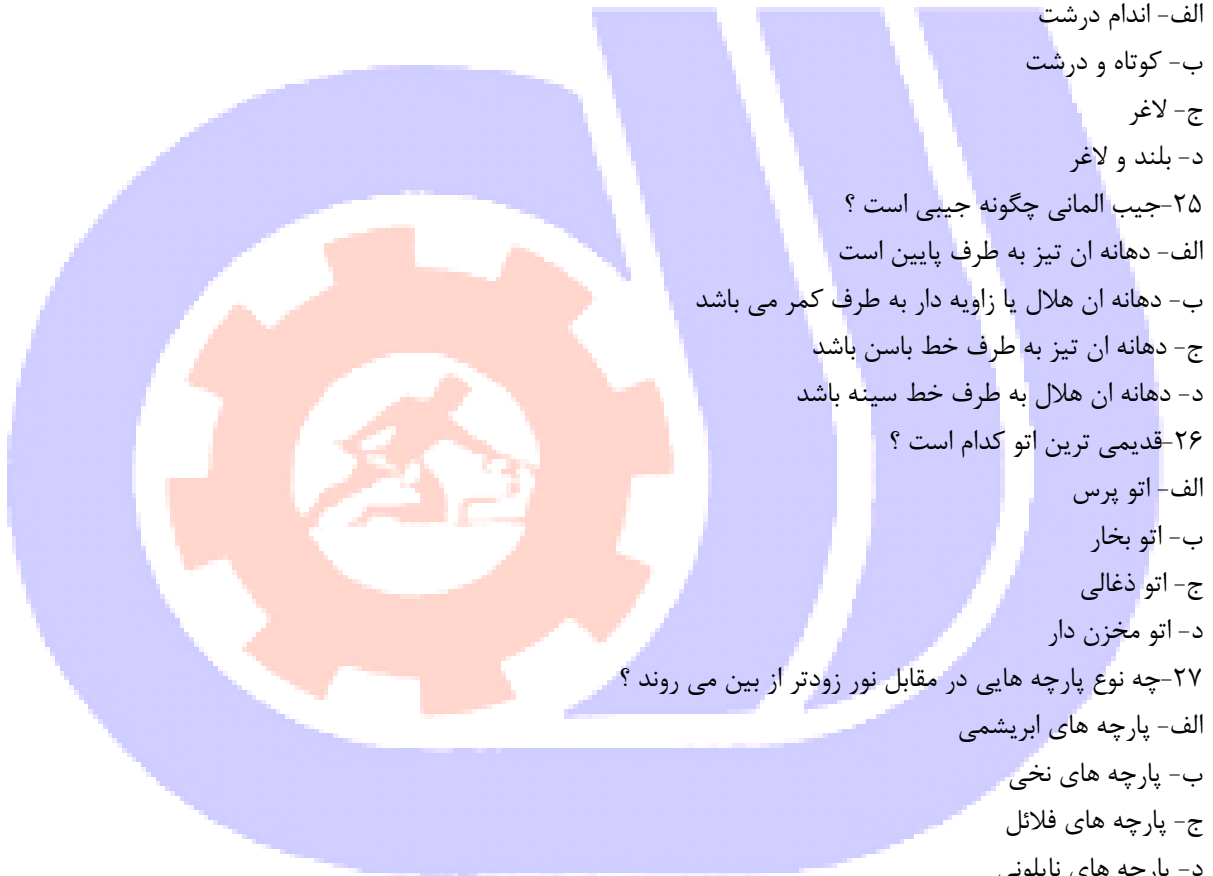 الف- اندام درشت
ب- کوتاه و درشت
ج- لاغر
د- بلند و لاغر
۲۵-جیب المانی چگونه جیبی است ؟
الف- دهانه ان تیز به طرف پایین است
ب- دهانه ان هلال یا زاویه دار به طرف کمر می باشد
ج- دهانه ان تیز به طرف خط باسن باشد
د- دهانه ان هلال به طرف خط سینه باشد
۲۶-قدیمی ترین اتو کدام است ؟
الف- اتو پرس
ب- اتو بخار
ج- اتو ذغالی
د- اتو مخزن دار
۲۷-چه نوع پارچه هایی در مقابل نور زودتر از بین می روند ؟
الف- پارچه های ابریشمی
ب- پارچه های نخی
ج- پارچه های فلائل
د- پارچه های نایلونی